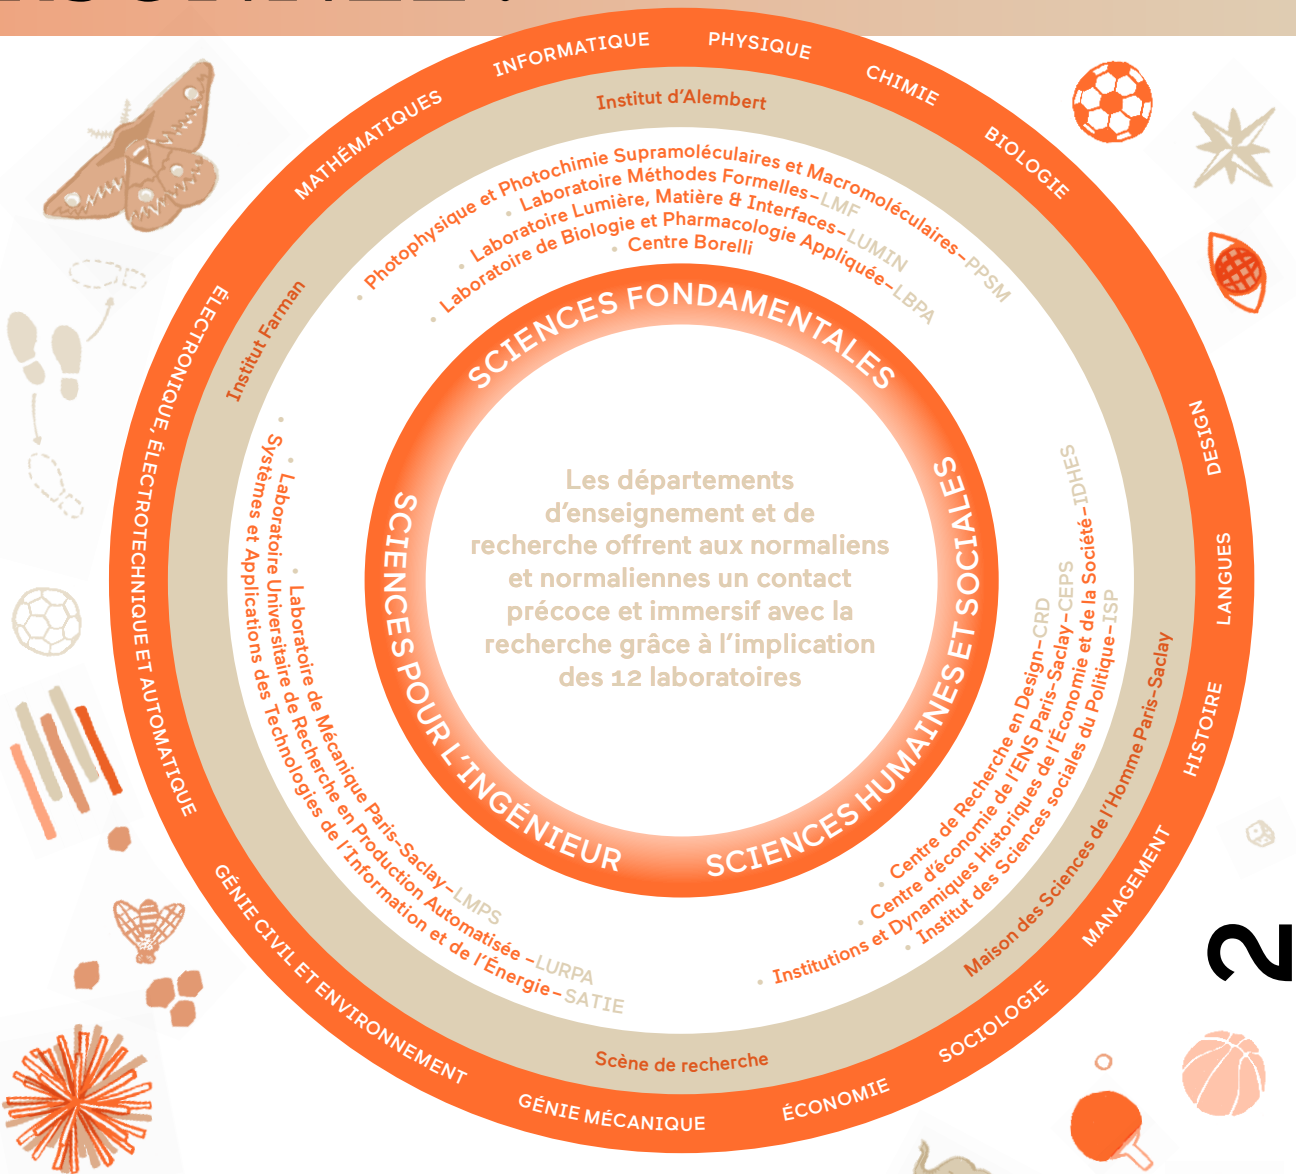 INFORMATIQUE
PHYSIQUE
CHIMIE
BIOLOGIE
DESIGN
LANGUES
HISTOIRE
MANAGEMENT
SOCIOLOGIE
ÉCONOMIE
GÉNIE MÉCANIQUE
GÉNIE CIVIL ET ENVIRONNEMENT
ÉLECTRONIQUE, ÉLECTROTECHNIQUE ET AUTOMATIQUE
MATHÉMATIQUES
Institut d'Alembert
Institut Farman
Maison des Sciences de l'Homme Paris-Saclay
Scène de recherche
• Photophysique et Photochimie Supramoléculaires et Macromoléculaires-PPSM
• Laboratoire Méthodes Formelles-LMF
• Laboratoire Lumière, Matière & Interfaces-LUMIN
• Laboratoire de Biologie et Pharmacologie Appliquée-LBPA
• Centre Borelli
SCIENCES FONDAMENTALES
• Centre de Recherche en Design-CRD
• Centre d'économie de l'ENS Paris-Saclay-CEPS
• Institutions et Dynamiques Historiques de l'Économie et de la Société-IDHES
• Institut des Sciences sociales du Politique-ISP
SCIENCES HUMAINES ET SOCIALES
• Laboratoire de Mécanique Paris-Saclay-LMPS
• Laboratoire Universitaire de Recherche en Production Automatisée-LURPA
• Systèmes et Applications des Technologies de l'Information et de l'Énergie-SATIE
SCIENCES POUR L'INGÉNIEUR
Les départements
d'enseignement et de
recherche offrent aux normaliens
et normaliennes un contact
précoce et immersif avec la
recherche grâce à l'implication
des 12 laboratoires
2